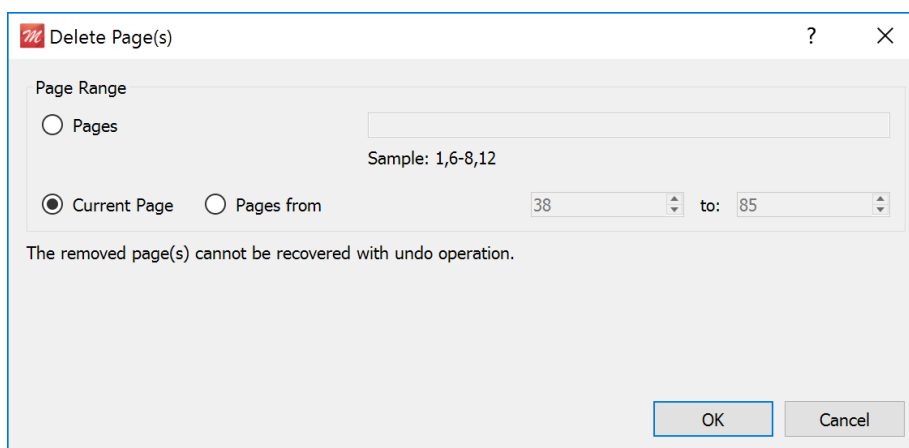 Delete Page(s) ?
Page Range
Pages
Sample: 1,6-8,12
Current Page Pages from 38 to: 85
The removed page(s) cannot be recovered with undo operation.
OK Cancel